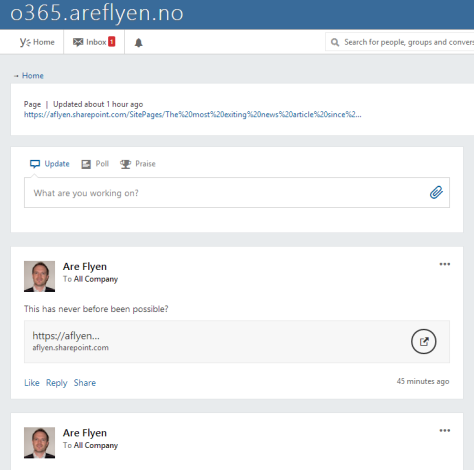 o365.areflyen.no
Home Inbox 1 Search for people, groups and convers
→ Home
Page | Updated about 1 hour ago
https://aflyen.sharepoint.com/SitePages/The%20most%20exiting%20news%20article%20since%2...
Update Poll Praise
What are you working on?
Are Flyen
To All Company
This has never before been possible?
https://aflyen...
aflyen.sharepoint.com
Like Reply Share 45 minutes ago
Are Flyen
To All Company